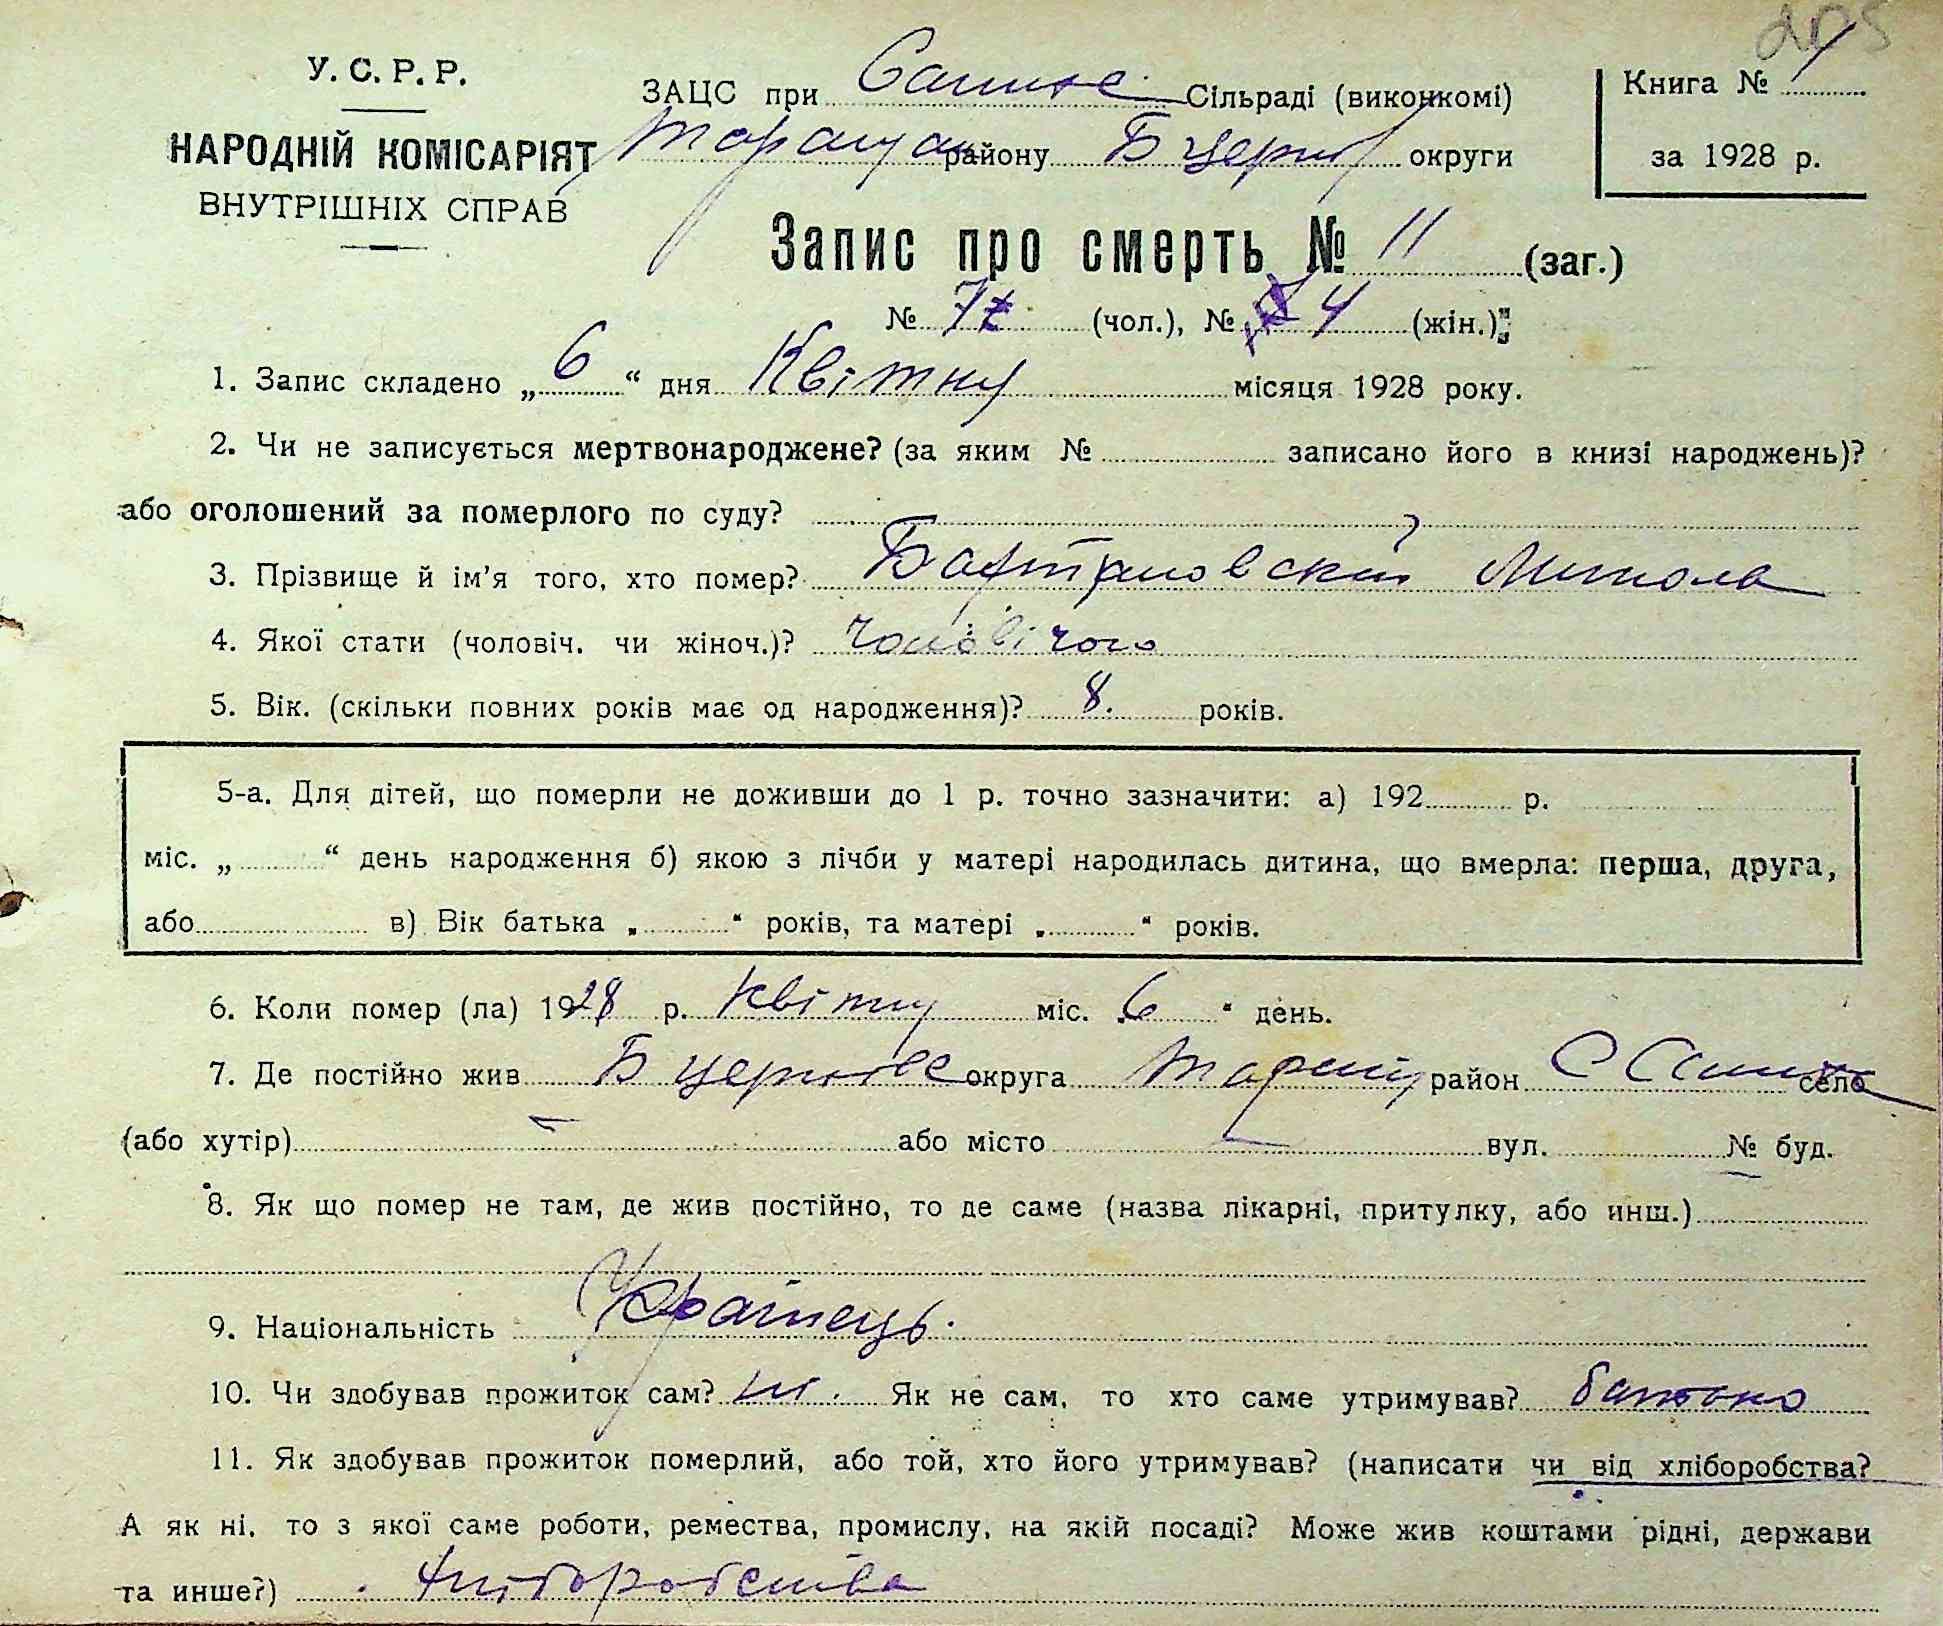 205
У. С. Р. Р.
НАРОДНІЙ КОМІСАРІЯТ
ВНУТРІШНІХ СПРАВ
ЗАЦС при Сільраді (виконкомі)
району Б церків округи
Книга №
за 1928 р.
Запис про смерть № 11 (заг.)
№ 7 (чол.), № 4 (жін.)
1. Запис складено „ 6 “ дня Квітну місяця 1928 року.
2. Чи не записується мертвонароджене? (за яким № записано його в книзі народжень)?
або оголошений за померлого по суду?
3. Прізвище й ім’я того, хто помер? Микола
4. Якої стати (чоловіч. чи жіноч.)? Чоловічого
5. Вік. (скільки повних років має од народження)? 8. років.
5-а. Для дітей, що померли не доживши до 1 р. точно зазначити: а) 192 р.
міс. „ “ день народження б) якою з лічби у матері народилась дитина, що вмерла: перша, друга,
або в) Вік батька „ “ років, та матері „ “ років.
6. Коли помер (ла) 1928 р. Квітну міс. „6 “ день.
7. Де постійно жив Б церковс округа район С село
(або хутір) або місто вул. № буд.
8. Як що помер не там, де жив постійно, то де саме (назва лікарні, притулку, або инш.)
9. Національність Українець.
10. Чи здобував прожиток сам? ні. Як не сам, то хто саме утримував? батько
11. Як здобував прожиток померлий, або той, хто його утримував? (написати чи від хліборобства?
А як ні, то з якої саме роботи, ремества, промислу, на якій посаді? Може жив коштами рідні, держави
та инше?) Хліборобства